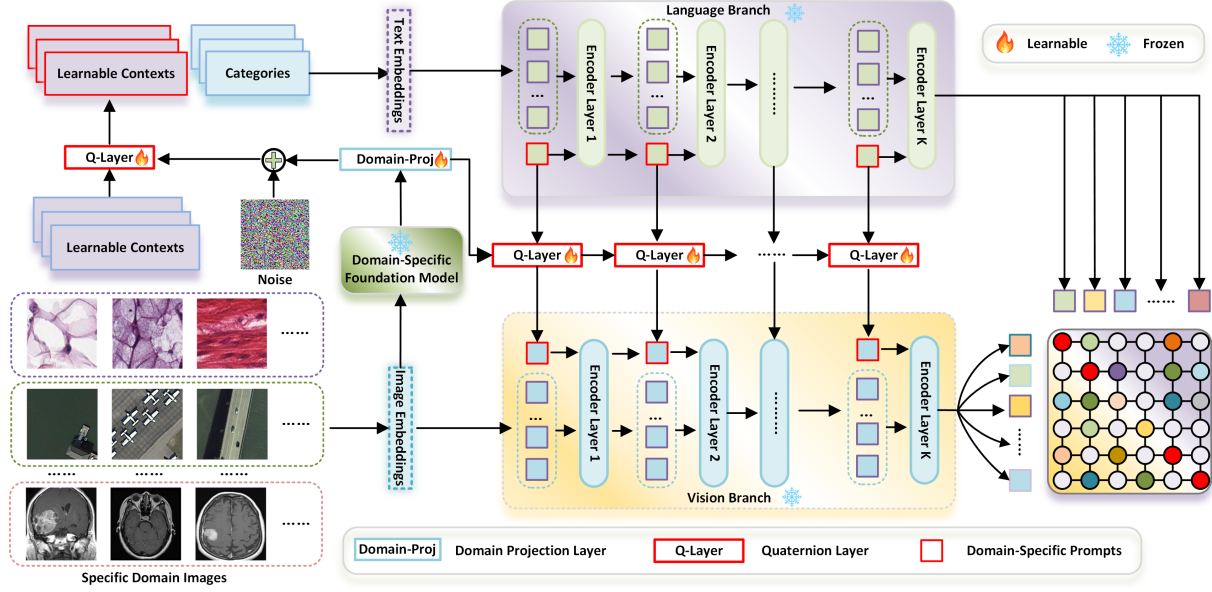 Language Branch
Learnable
Frozen
Learnable Contexts
Categories
Text Embeddings
...
...
...
Encoder Layer 1
Encoder Layer 2
..........
Encoder Layer K
Q-Layer
Domain-Proj
Learnable Contexts
Noise
Domain-Specific
Foundation Model
Q-Layer
Q-Layer
......
Q-Layer
......
......
......
......
......
......
......
Specific Domain Images
Image Embeddings
...
...
...
Encoder Layer 1
Encoder Layer 2
..........
Encoder Layer K
Vision Branch
......
......
Domain-Proj
Domain Projection Layer
Q-Layer
Quaternion Layer
Domain-Specific Prompts